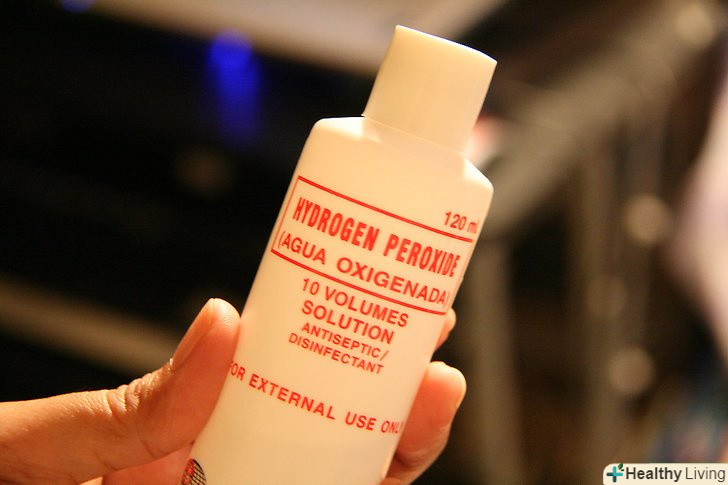 120 ml
HYDROGEN PEROXIDE
(AGUA OXIGENADA)
10 VOLUMES
SOLUTION
ANTISEPTIC/
DISINFECTANT
FOR EXTERNAL USE ONLY
Healthy Living